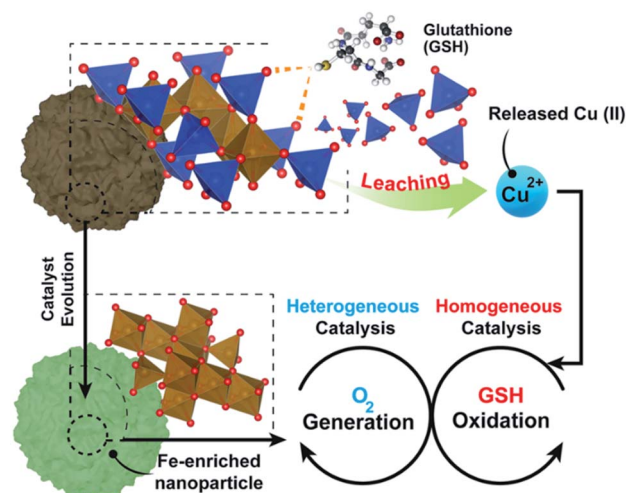 Glutathione
(GSH)
Released Cu (II)
Leaching
Cu2+
Catalyst
Evolution
Heterogeneous
Catalysis
Homogeneous
Catalysis
O2
Generation
GSH
Oxidation
Fe-enriched
nanoparticle